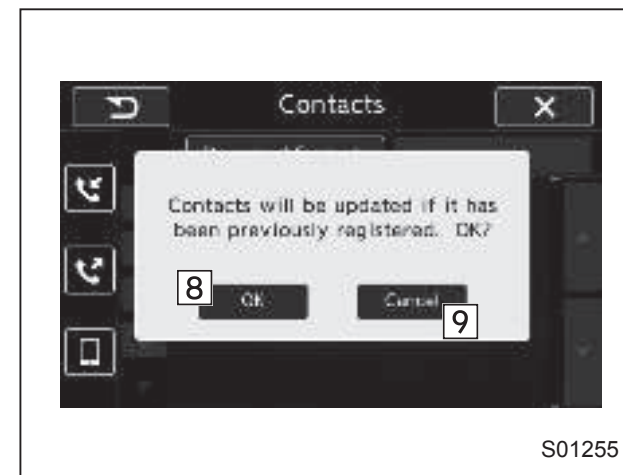 Contacts
Contacts will be updated if it has
been previously registered. OK?
8
OK
Cancel
9
S01255